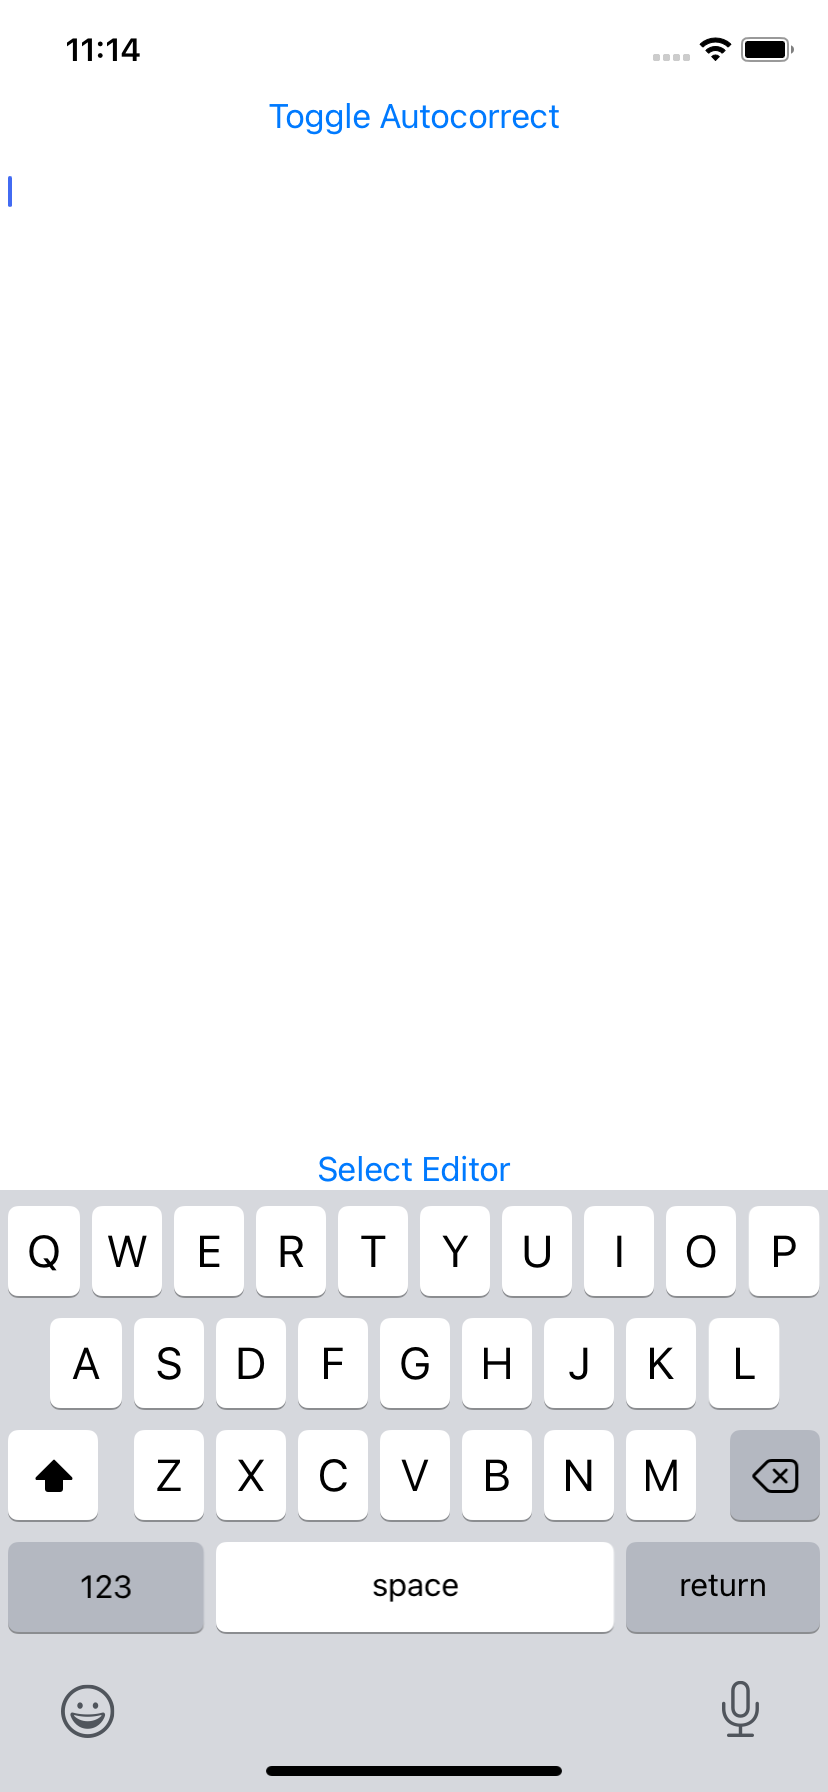 11:14
Toggle Autocorrect
Select Editor
Q W E R T Y U I O P
A S D F G H J K L
Z X C V B N M
123 space return